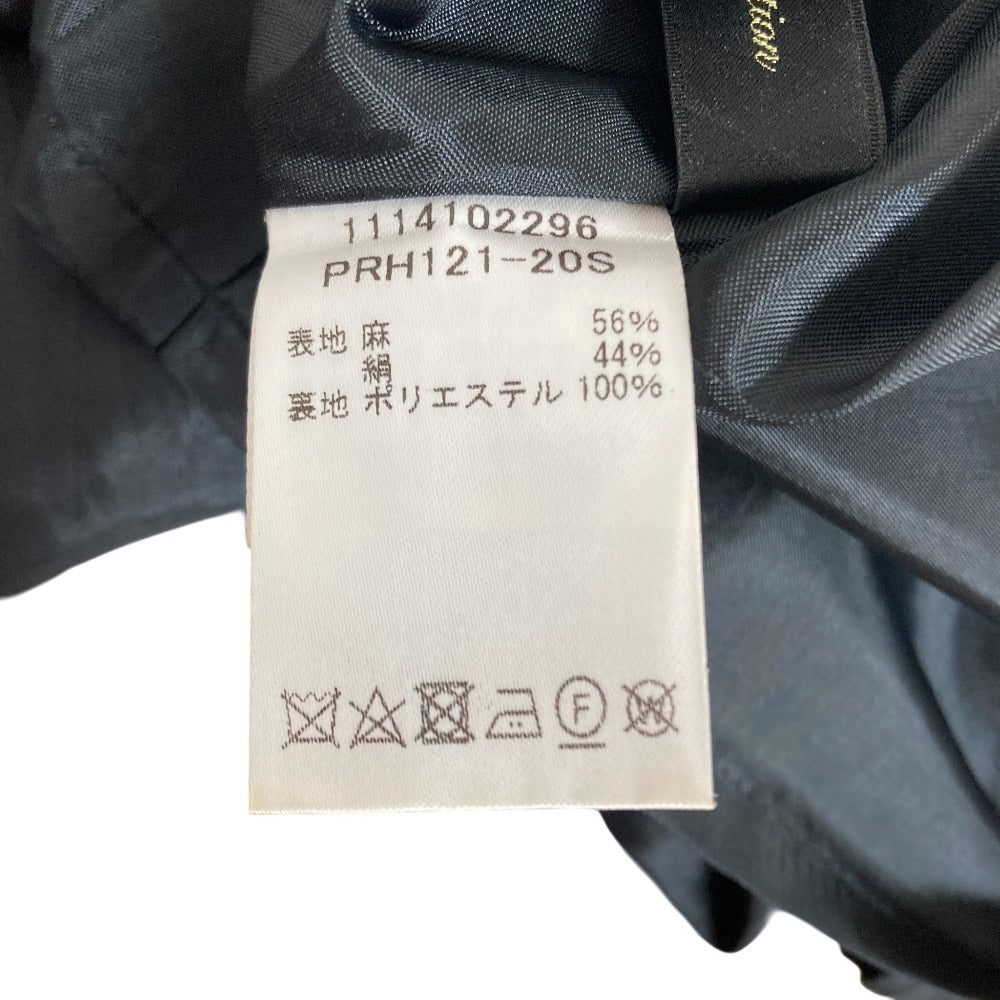 1114102296
PRH121-20S
表地 麻 56%
絹 44%
裏地 ポリエステル 100%
F
W